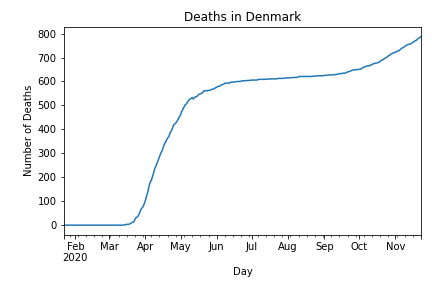 Deaths in Denmark
800
700
600
500
400
300
200
100
0
Number of Deaths
Feb Mar Apr May Jun Jul Aug Sep Oct Nov
2020
Day